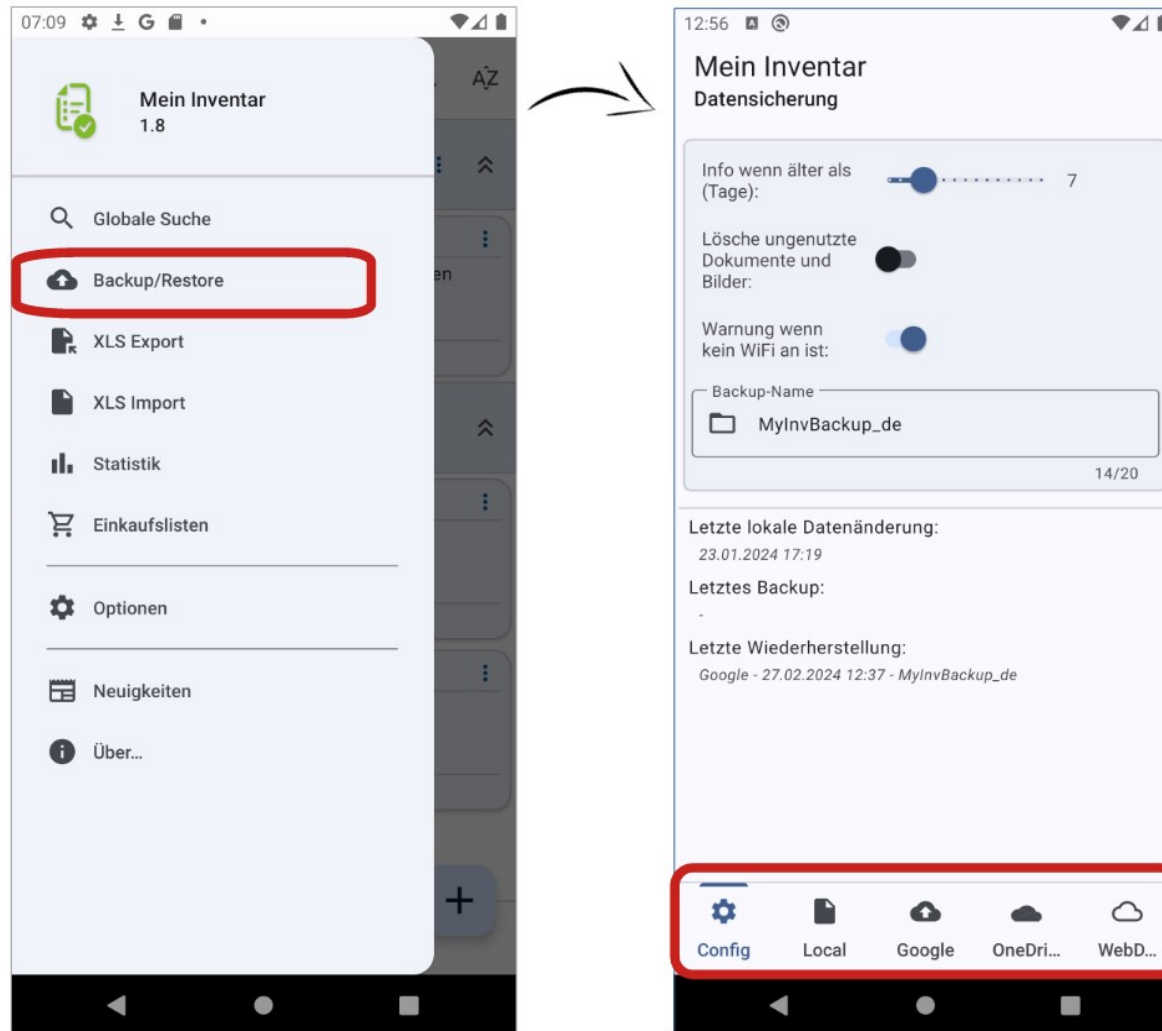 07:09
Mein Inventar
1.8
AZ
Globale Suche
Backup/Restore
en
XLS Export
XLS Import
Statistik
Einkaufslisten
Optionen
Neuigkeiten
Über...
12:56
Mein Inventar
Datensicherung
Info wenn älter als
(Tage):
7
Lösche ungenutzte
Dokumente und
Bilder:
Warnung wenn
kein WiFi an ist:
Backup-Name
MyInvBackup_de
14/20
Letzte lokale Datenänderung:
23.01.2024 17:19
Letztes Backup:
-
Letzte Wiederherstellung:
Google - 27.02.2024 12:37 - MyInvBackup_de
Config Local Google OneDri... WebD...